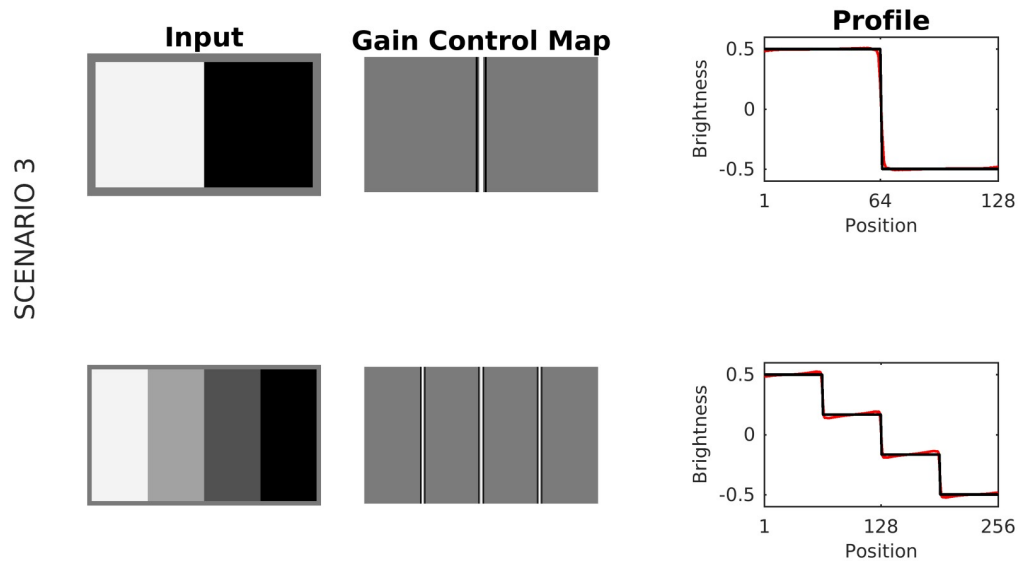 Input
Gain Control Map
Profile
SCENARIO 3
Brightness
0.5
0
-0.5
1
64
128
Position
Brightness
0.5
0
-0.5
1
128
256
Position